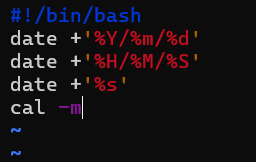 #!/bin/bash
date +'%Y/%m/%d'
date +'%H/%M/%S'
date +'%s'
cal -m
~
~